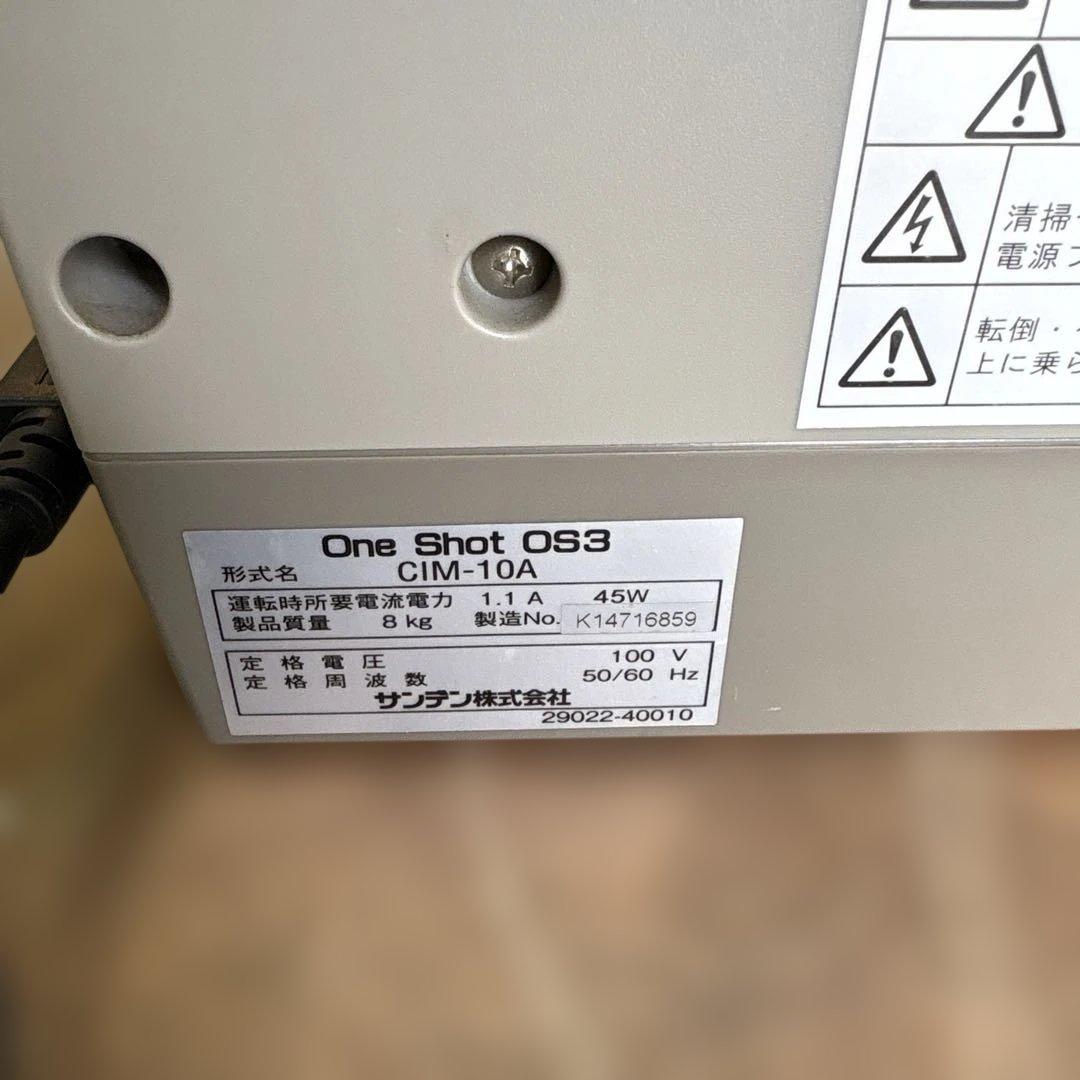 清掃
電源
転倒・
上に乗ら
One Shot OS3
形式名 CIM-10A
運転時所要電流電力 1.1 A 45W
製品質量 8 kg 製造No. K14716859
定格電圧 100 V
定格周波数 50/60 Hz
サンデン株式会社
29022-40010